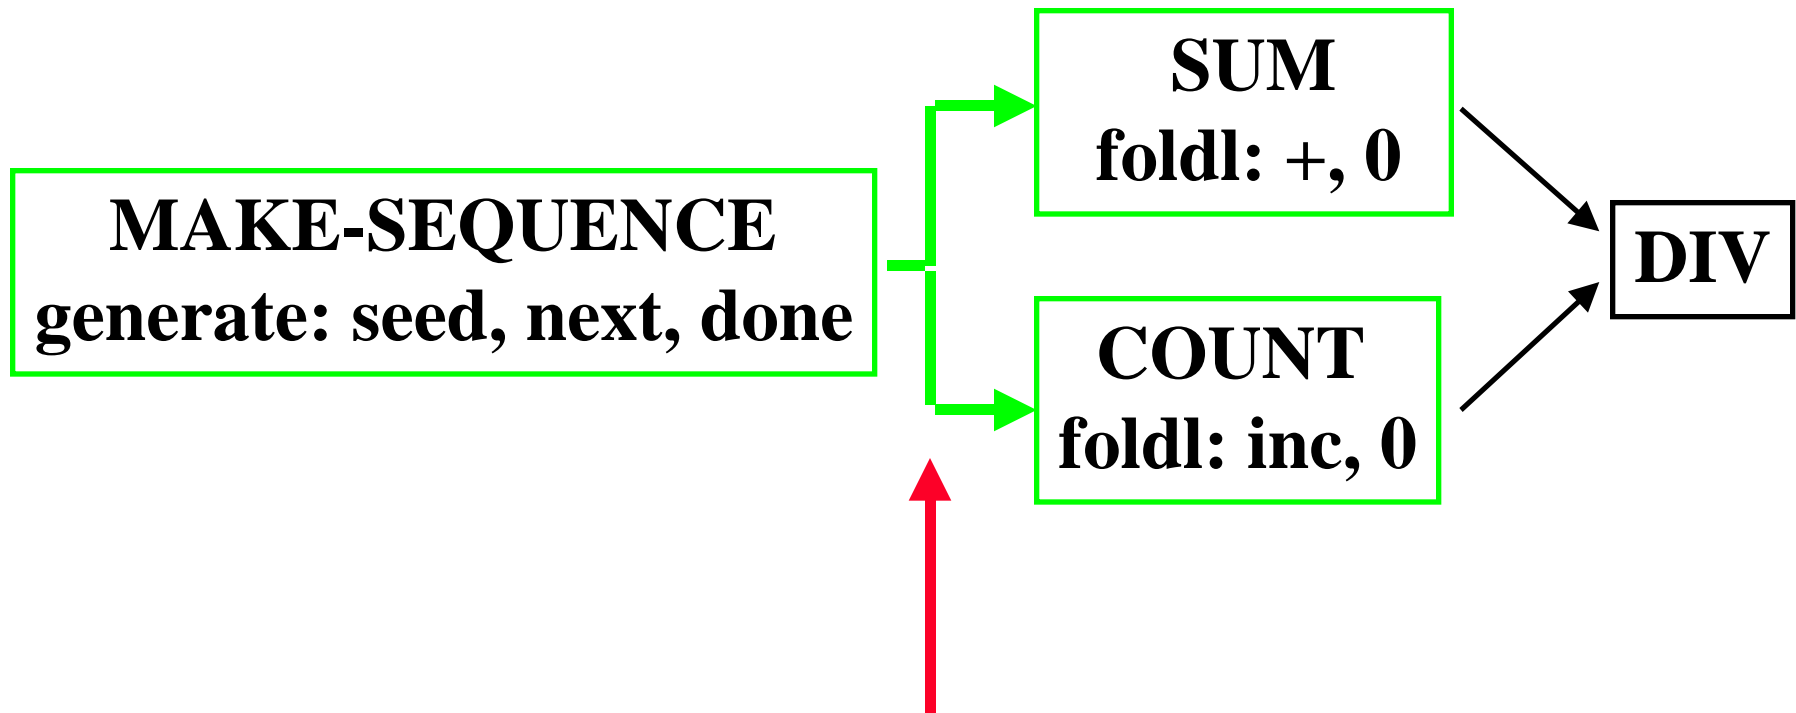 MAKE-SEQUENCE
generate: seed, next, done
SUM
foldl: +, 0
COUNT
foldl: inc, 0
DIV